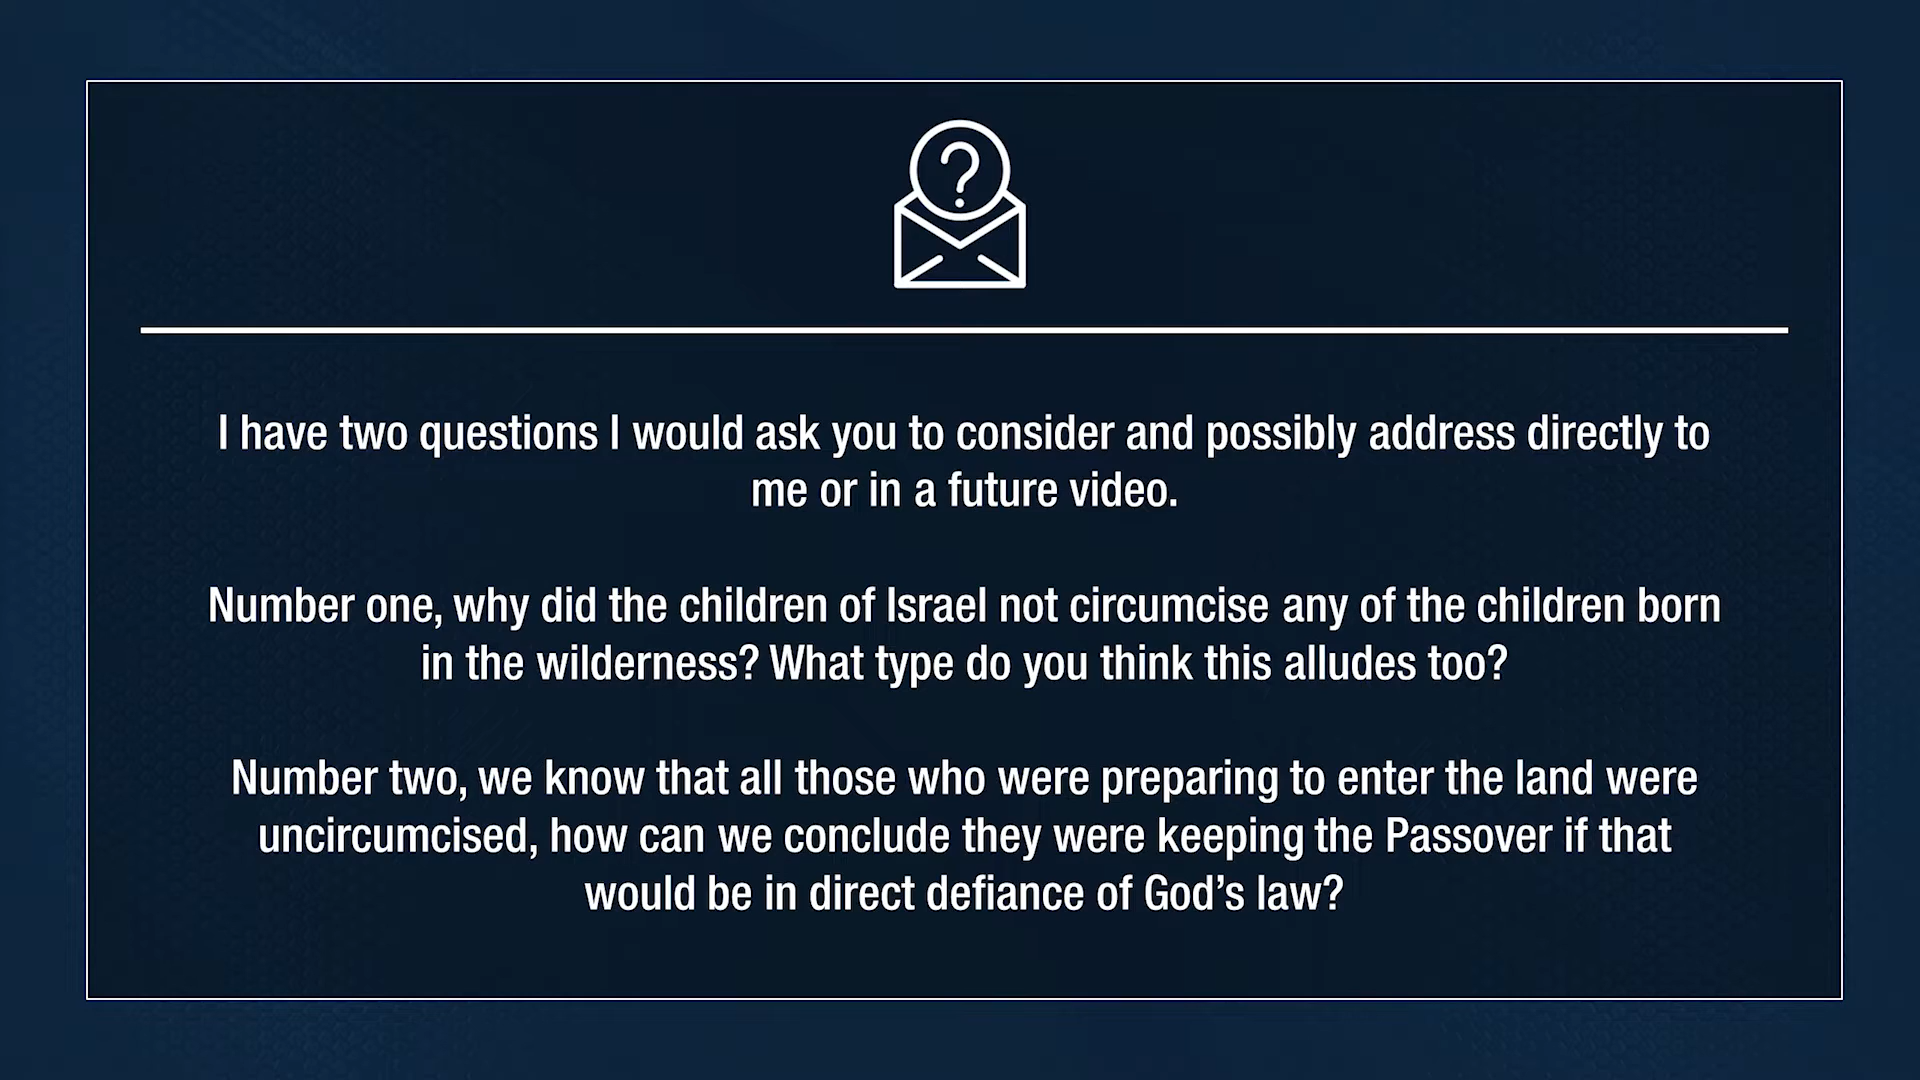 ?
I have two questions I would ask you to consider and possibly address directly to
me or in a future video.
Number one, why did the children of Israel not circumcise any of the children born
in the wilderness? What type do you think this alludes too?
Number two, we know that all those who were preparing to enter the land were
uncircumcised, how can we conclude they were keeping the Passover if that
would be in direct defiance of God’s law?